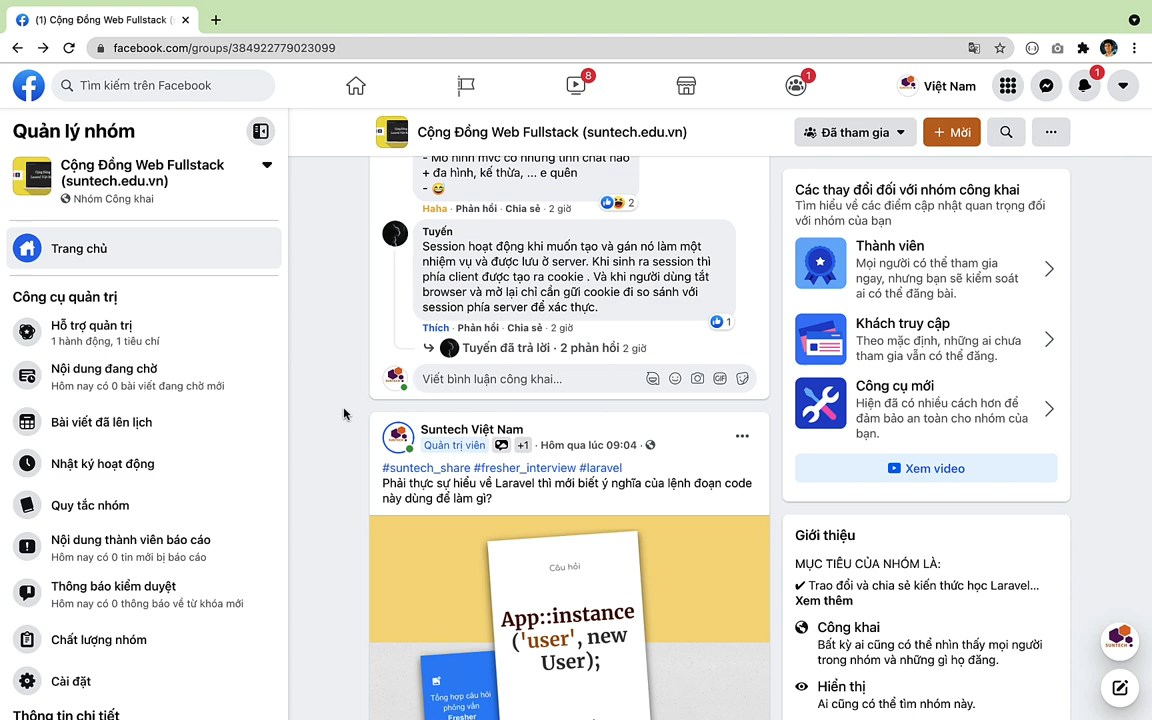 (1) Cộng Đồng Web Fullstack (
facebook.com/groups/384922779023099
Tìm kiếm trên Facebook
8
1
Việt Nam
1
Quản lý nhóm
Cộng Đồng Web Fullstack
(suntech.edu.vn)
Nhóm Công khai
Trang chủ
Công cụ quản trị
Hỗ trợ quản trị
1 hành động, 1 tiêu chí
Nội dung đang chờ
Hôm nay có 0 bài viết đang chờ mới
Bài viết đã lên lịch
Nhật ký hoạt động
Quy tắc nhóm
Nội dung thành viên báo cáo
Hôm nay có 0 tin mới bị báo cáo
Thông báo kiểm duyệt
Hôm nay có 0 thông báo về từ khóa mới
Chất lượng nhóm
Cài đặt
Thông tin chi tiết
Cộng Đồng Web Fullstack (suntech.edu.vn)
Đã tham gia
+ Mời
- Mô hình mvc có những tính chất nào
+ đa hình, kế thừa, ... e quên
- 😅
2
Haha · Phản hồi · Chia sẻ · 2 giờ
Tuyến
Session hoạt động khi muốn tạo và gán nó làm một
nhiệm vụ và được lưu ở server. Khi sinh ra session thì
phía client được tạo ra cookie . Và khi người dùng tắt
browser và mở lại chỉ cần gữi cookie đi so sánh với
session phía server để xác thực.
1
Thích · Phản hồi · Chia sẻ · 2 giờ
Tuyến đã trả lời · 2 phản hồi 2 giờ
Viết bình luận công khai...
GIF
Suntech Việt Nam
Quản trị viên +1 · Hôm qua lúc 09:04 ·
#suntech_share #fresher_interview #laravel
Phải thực sự hiểu về Laravel thì mới biết ý nghĩa của lệnh đoạn code
này dùng để làm gì?
Câu hỏi
App::instance
('user', new
User);
Tổng hợp câu hỏi
phỏng vấn
Fresher
Các thay đổi đối với nhóm công khai
Tìm hiểu về các điểm cập nhật quan trọng đối
với nhóm của bạn
Thành viên
Mọi người có thể tham gia
ngay, nhưng bạn sẽ kiểm soát
ai có thể đăng bài.
Khách truy cập
Theo mặc định, những ai chưa
tham gia vẫn có thể đăng.
Công cụ mới
Hiện đã có nhiều cách hơn để
đảm bảo an toàn cho nhóm của
bạn.
Xem video
Giới thiệu
MỤC TIÊU CỦA NHÓM LÀ:
✔ Trao đổi và chia sẻ kiến thức học Laravel...
Xem thêm
Công khai
Bất kỳ ai cũng có thể nhìn thấy mọi người
trong nhóm và những gì họ đăng.
Hiển thị
Ai cũng có thể tìm nhóm này.
SUNTECH